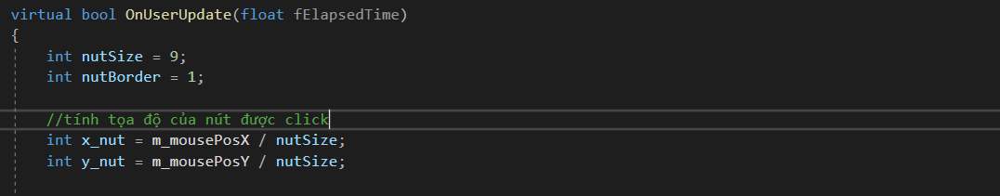 virtual bool OnUserUpdate(float fElapsedTime)
{
int nutSize = 9;
int nutBorder = 1;
//tính tọa độ của nút được click
int x_nut = m_mousePosX / nutSize;
int y_nut = m_mousePosY / nutSize;